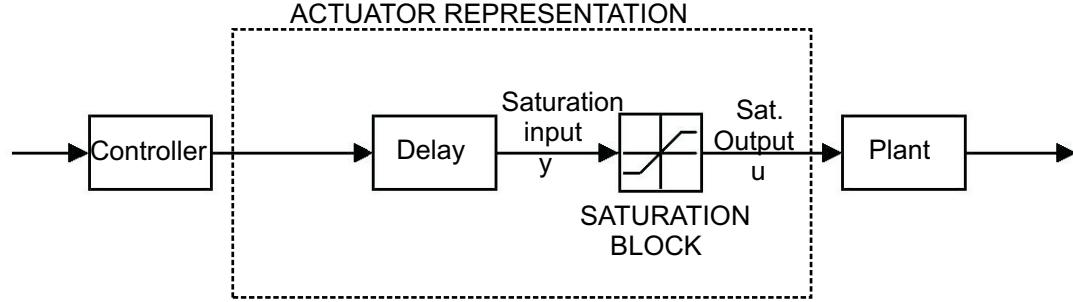 ACTUATOR REPRESENTATION
Controller
Delay
Saturation
input
y
SATURATION
BLOCK
Sat.
Output
u
Plant